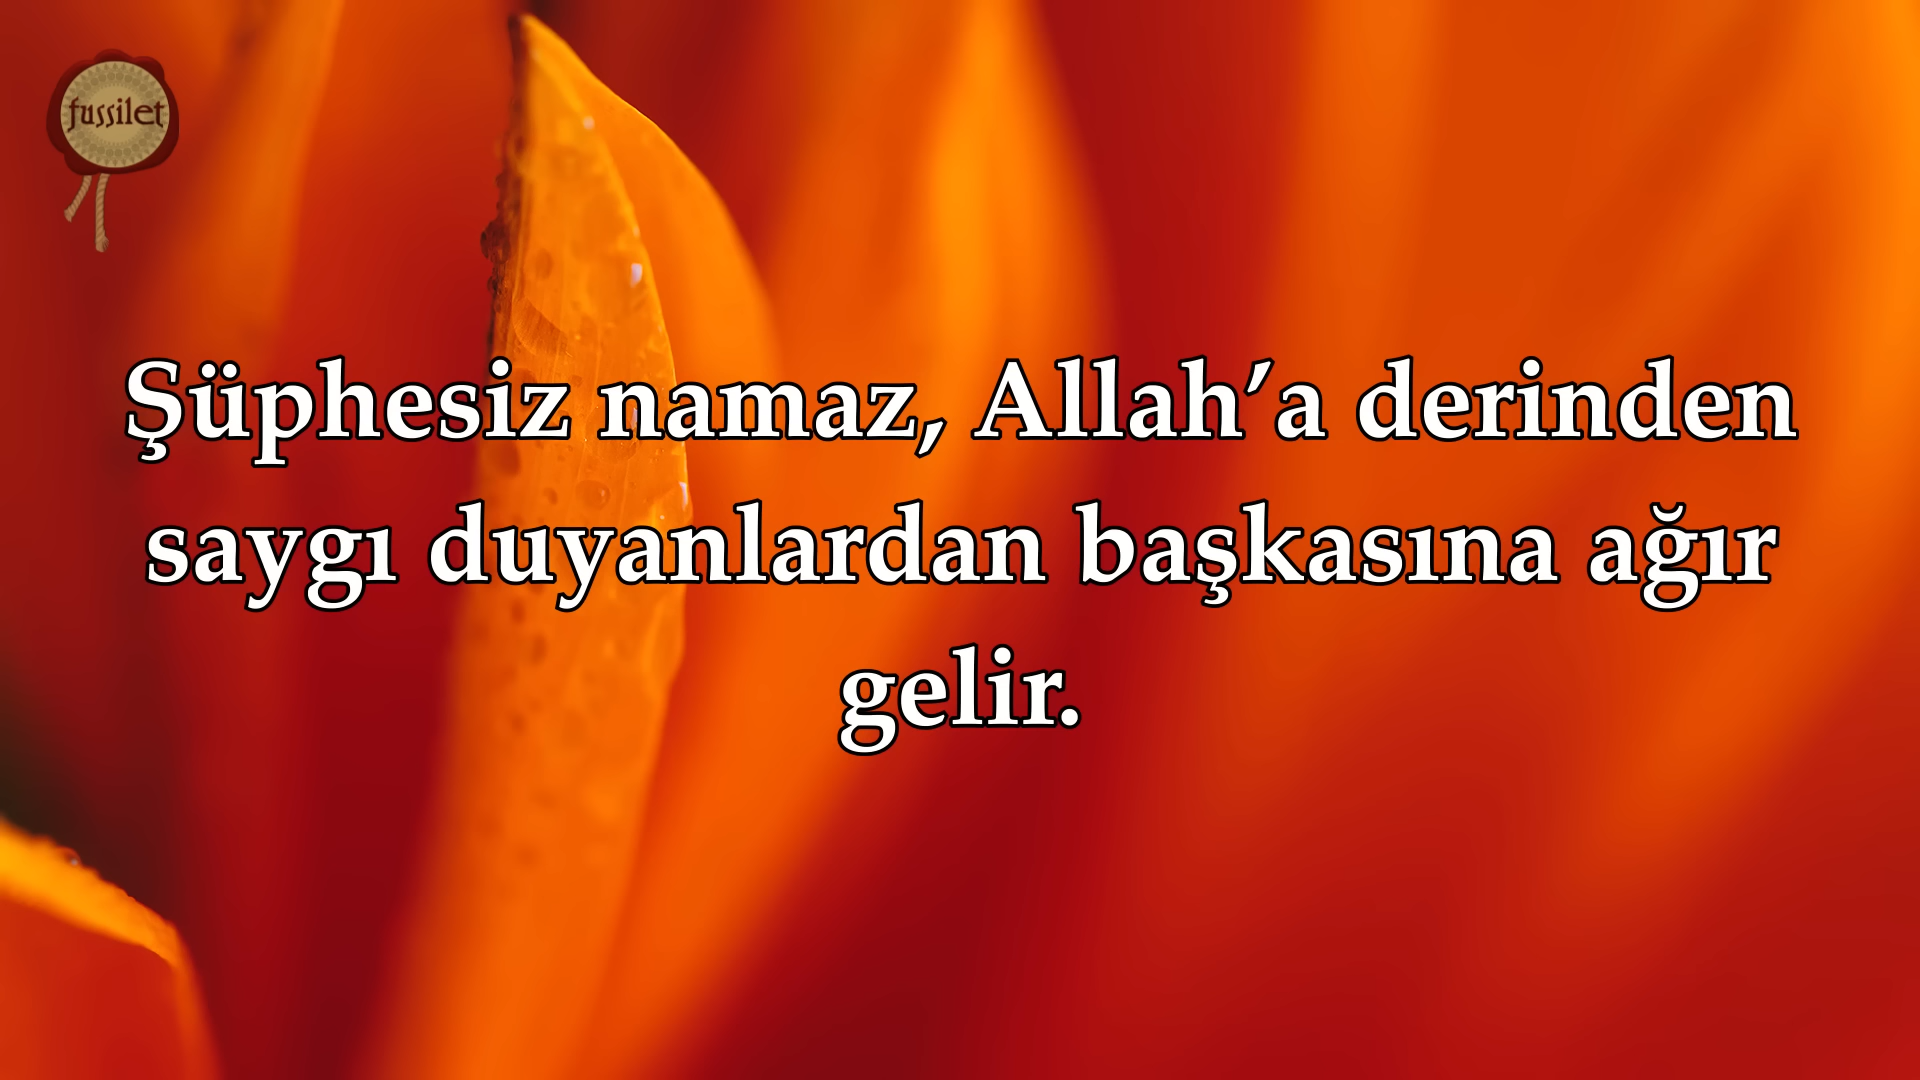 fussilet
Şüphesiz namaz, Allah’a derinden
saygı duyanlardan başkasına ağır
gelir.